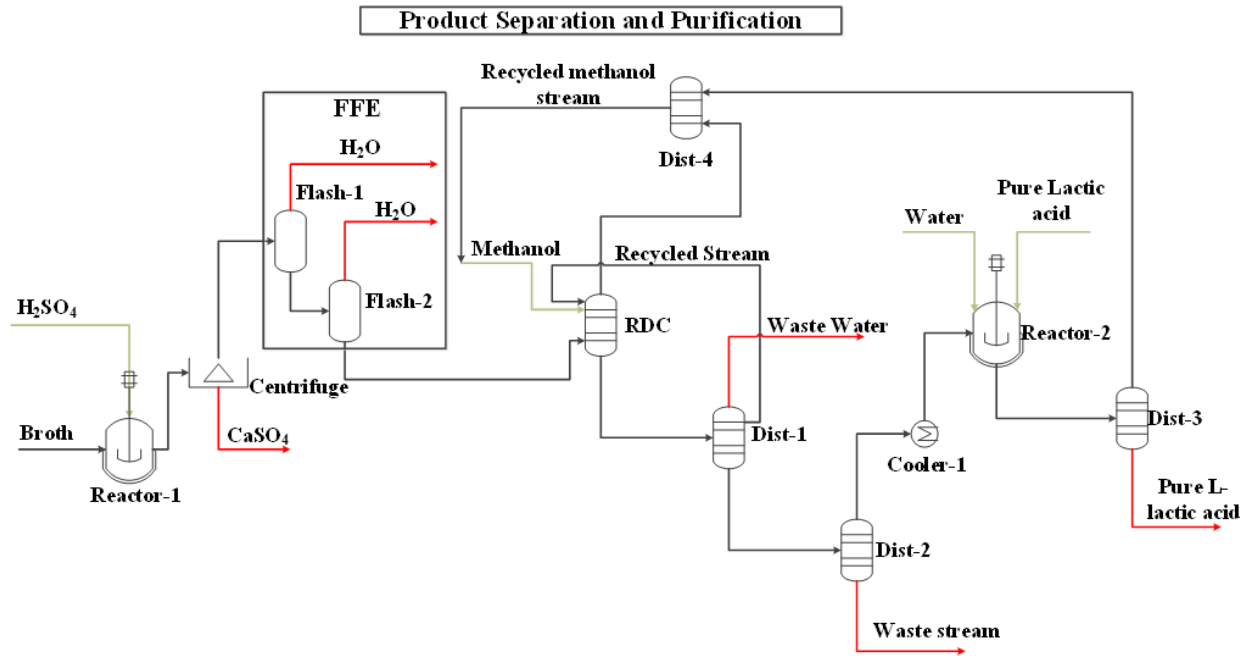 Product Separation and Purification
Recycled methanol
stream
FFE
H₂O
Flash-1
H₂O
Flash-2
Dist-4
Pure Lactic
acid
Water
Methanol
Recycled Stream
H₂SO₄
RDC
Waste Water
Reactor-2
Centrifuge
Broth
CaSO₄
Reactor-1
Dist-1
Cooler-1
Dist-3
Pure L-
lactic acid
Dist-2
Waste stream